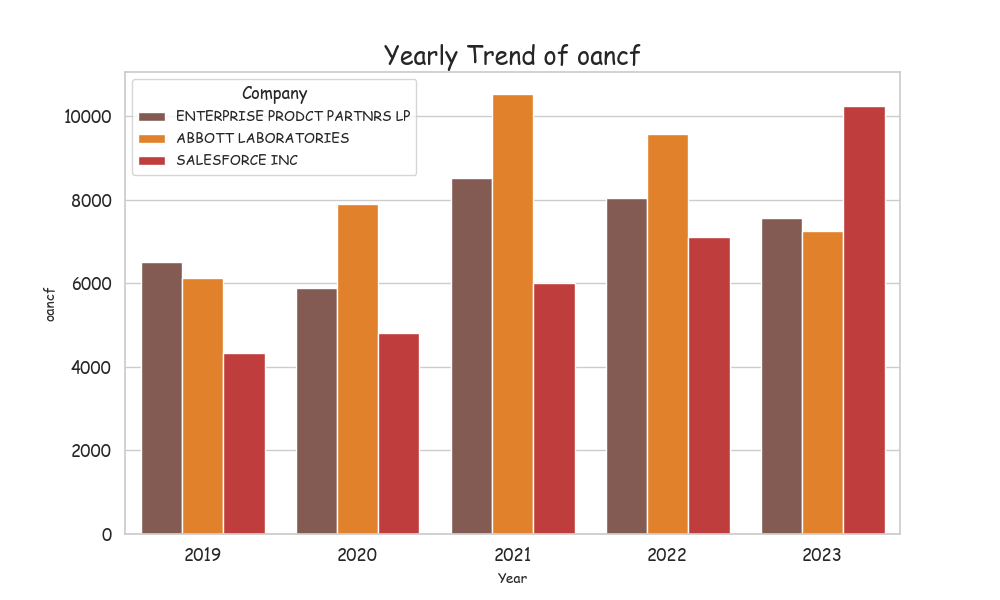 Yearly Trend of oancf
Company
ENTERPRISE PRODCT PARTNRS LP
ABBOTT LABORATORIES
SALESFORCE INC
10000
8000
6000
4000
2000
0
oancf
2019 2020 2021 2022 2023
Year